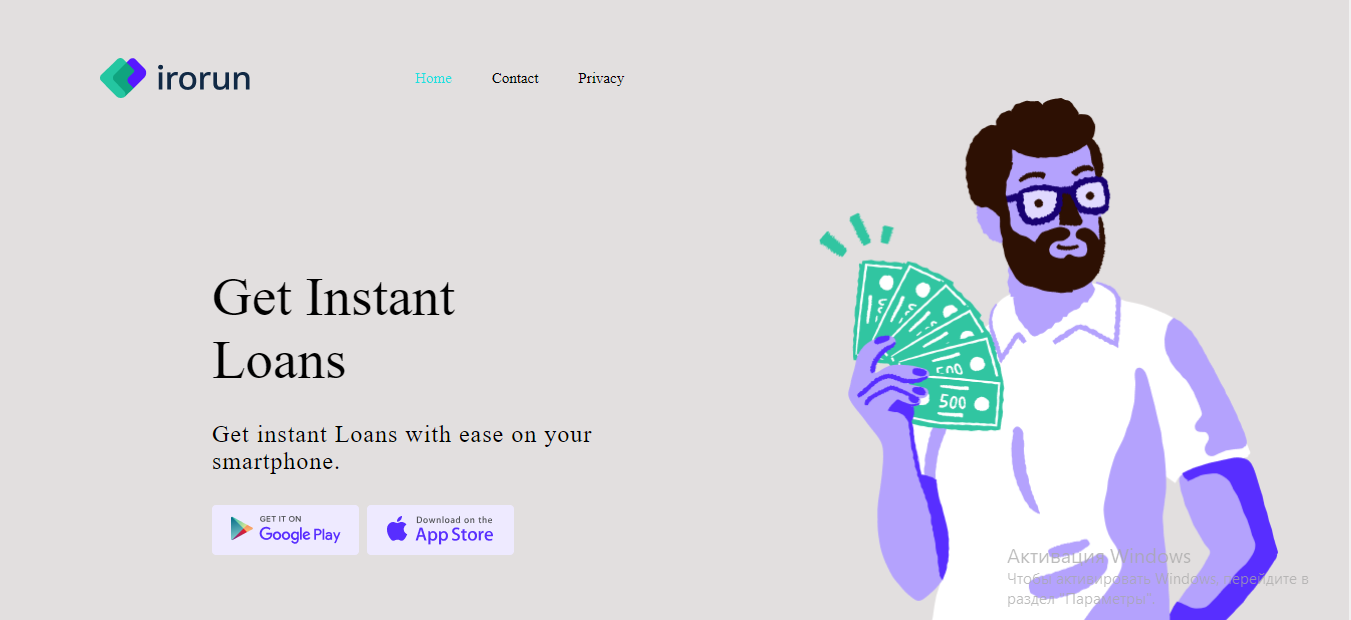 irorun
Home
Contact
Privacy
Get Instant
Loans
Get instant Loans with ease on your
smartphone.
GET IT ON
Google Play
Download on the
App Store
500
500
Активация Windows
Чтобы активировать Windows, перейдите в
раздел "Параметры".